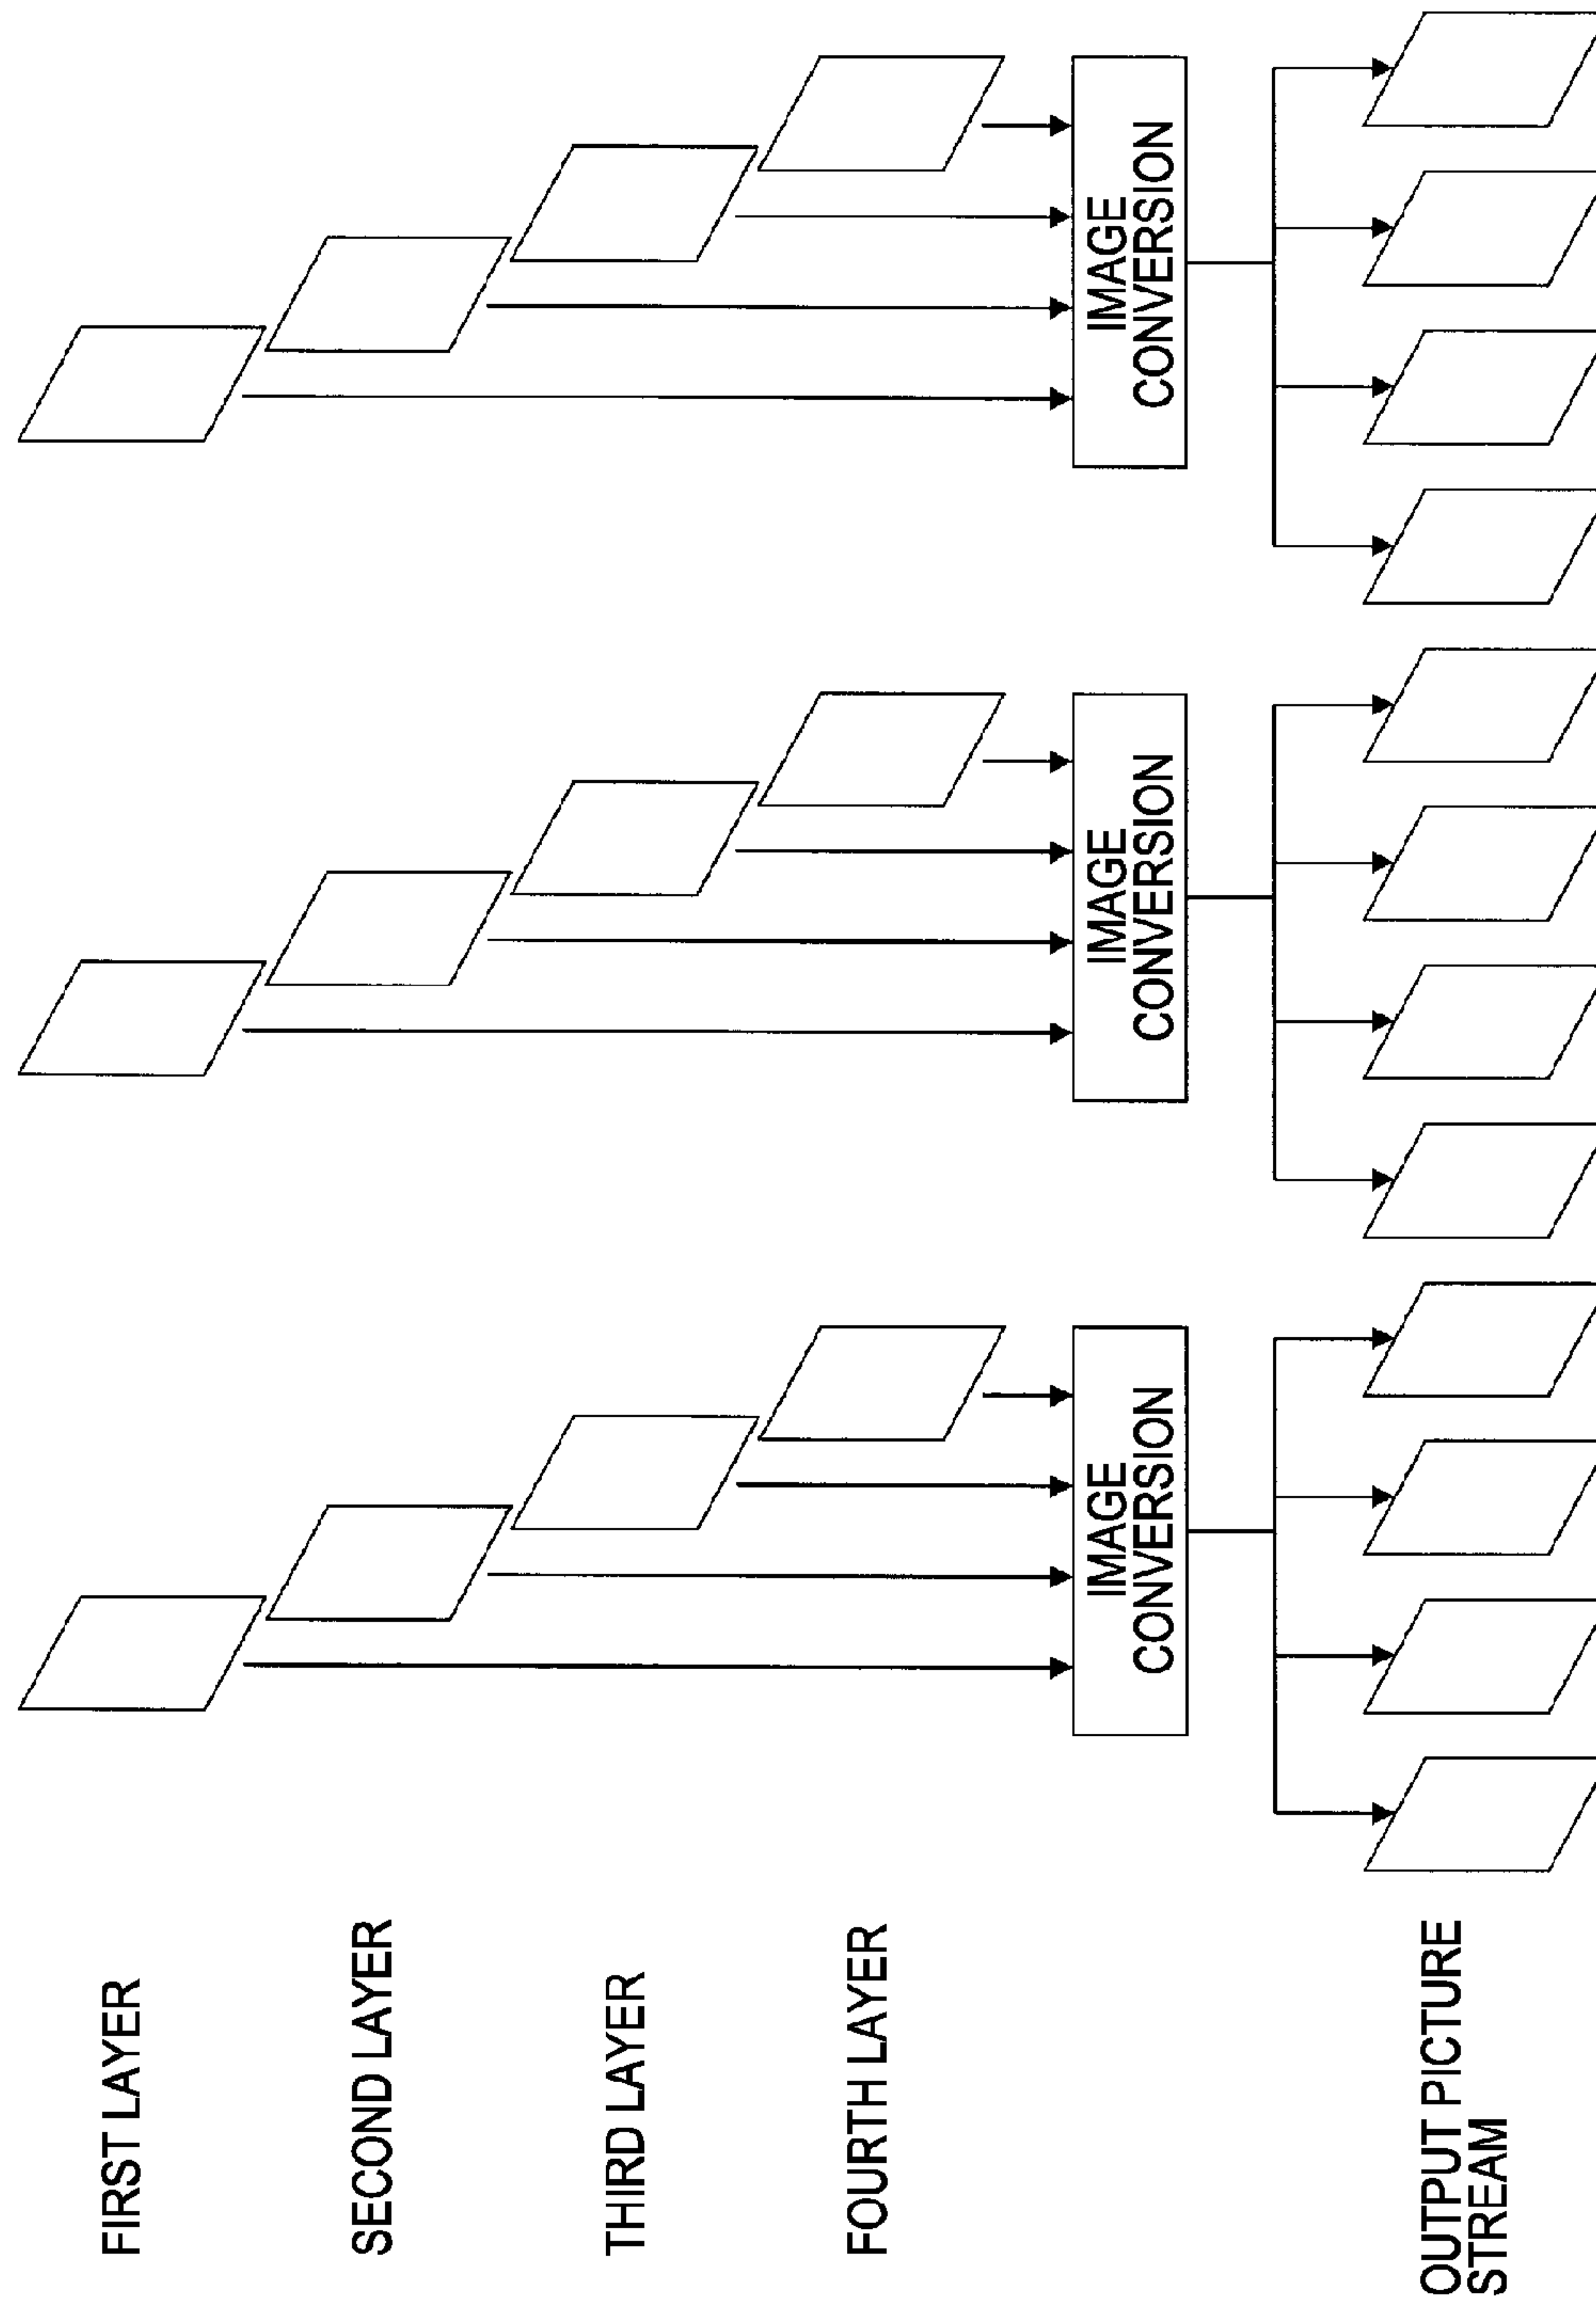 FIRST LAYER
SECOND LAYER
THIRD LAYER
FOURTH LAYER
IMAGE
CONVERSION
IMAGE
CONVERSION
IMAGE
CONVERSION
OUTPUT PICTURE
STREAM